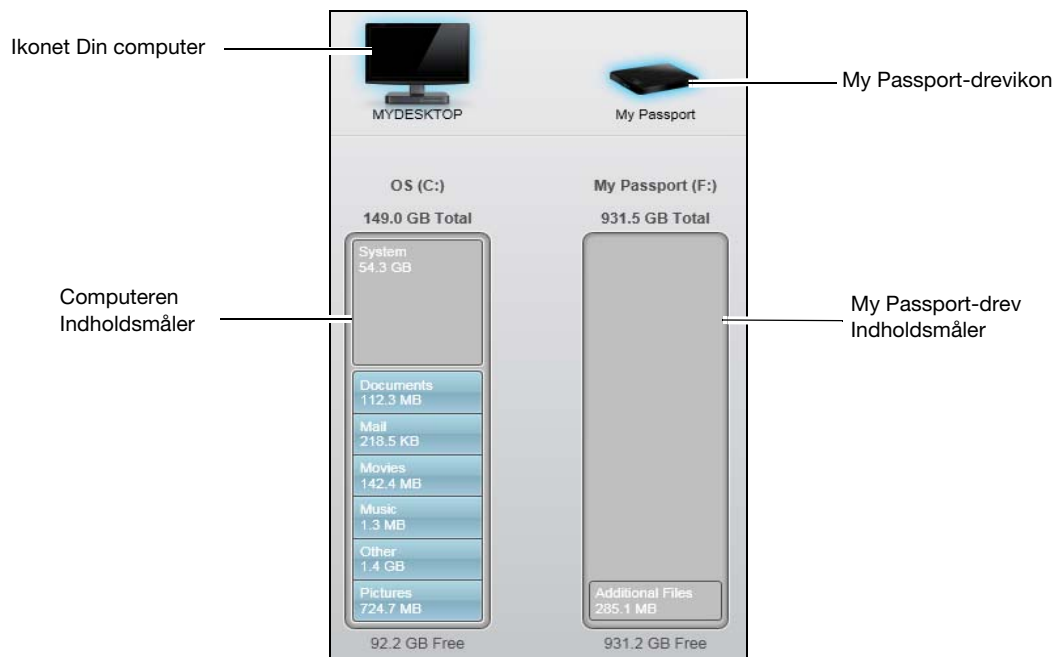 Ikonet Din computer
My Passport-drevikon
MYDESKTOP
My Passport
OS (C:)
149.0 GB Total
My Passport (F:)
931.5 GB Total
Computeren
Indholdsmåler
System
54.3 GB
Documents
112.3 MB
Mail
218.5 KB
Movies
142.4 MB
Music
1.3 MB
Other
1.4 GB
Pictures
724.7 MB
92.2 GB Free
My Passport-drev
Indholdsmåler
Additional Files
285.1 MB
931.2 GB Free